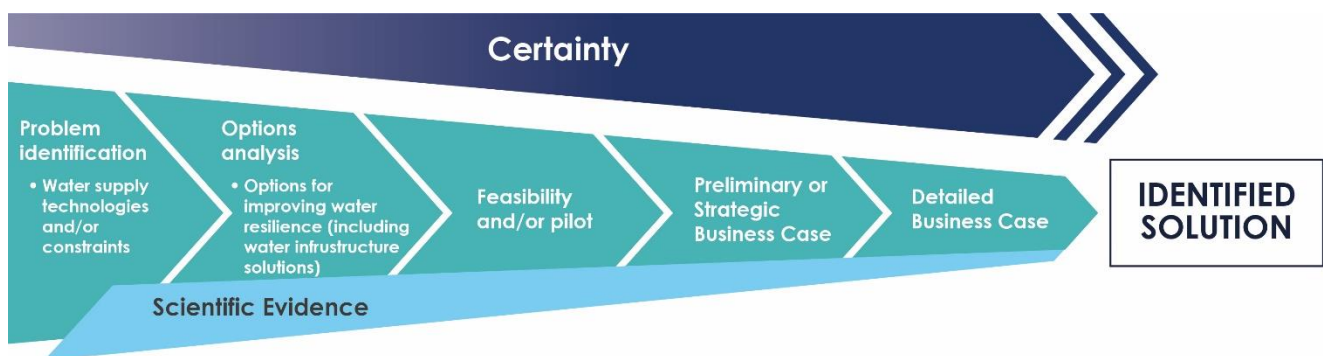 Certainty
Problem
identification
• Water supply
technologies
and/or
constraints
Options
analysis
• Options for
improving water
resilience (including
water infrustructure
solutions)
Feasibility
and/or pilot
Preliminary or
Strategic
Business Case
Detailed
Business Case
IDENTIFIED
SOLUTION
Scientific Evidence